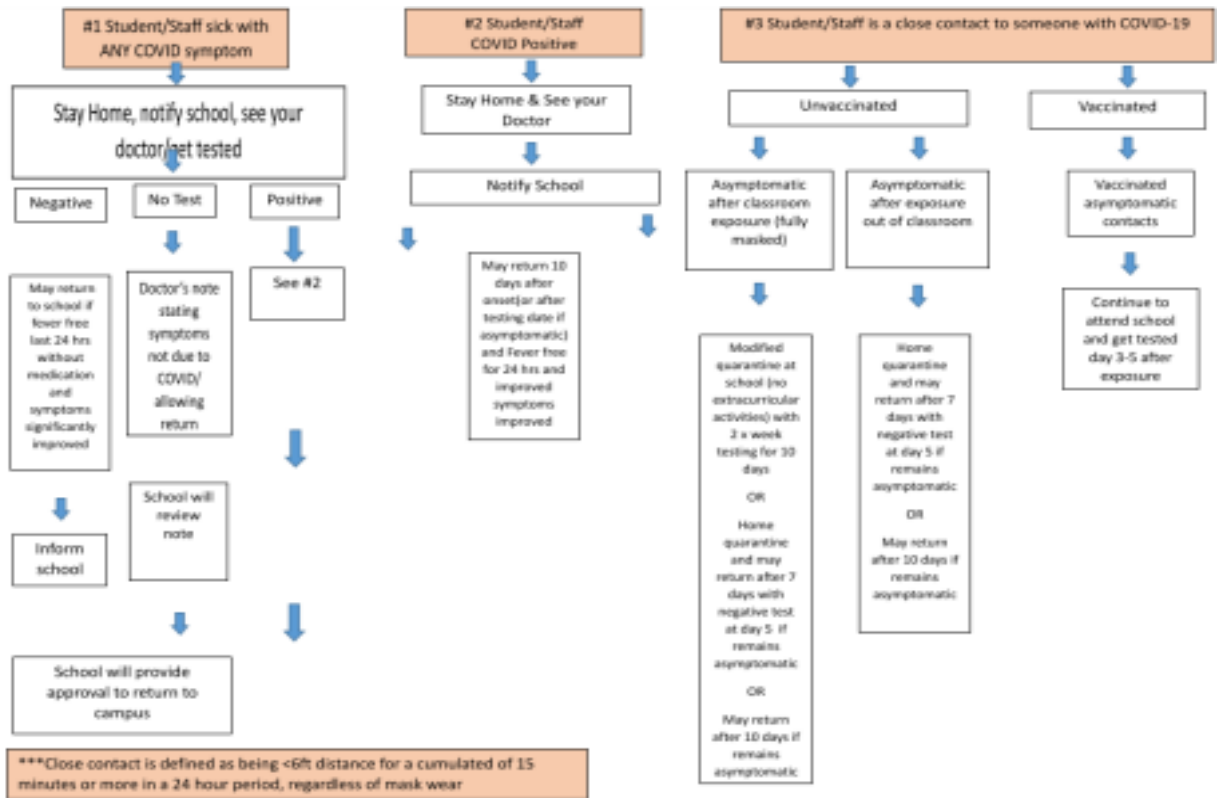 #1 Student/Staff sick with
ANY COVID symptom
Stay Home, notify school, see your
doctor/get tested
Negative
No Test
Positive
May return
to school if
fever free
last 24 hrs
without
medication
and
symptoms
significantly
improved
Doctor's note
stating
symptoms
not due to
COVID/
allowing
return
See #2
Inform
school
School will
review
note
School will provide
approval to return to
campus
#2 Student/Staff
COVID Positive
Stay Home & See your
Doctor
Notify School
May return 10
days after
onset(or after
testing date if
asymptomatic)
and Fever free
for 24 hrs and
improved
symptoms
improved
#3 Student/Staff is a close contact to someone with COVID-19
Unvaccinated
Asymptomatic
after classroom
exposure (fully
masked)
Modified
quarantine at
school (no
extracurricular
activities) with
2 x week
testing for 10
days
OR
Home
quarantine
and may
return after 7
days with
negative test
at day 5 if
remains
asymptomatic
OR
May return
after 10 days if
remains
asymptomatic
Asymptomatic
after exposure
out of classroom
Home
quarantine
and may
return after 7
days with
negative test
at day 5 if
remains
asymptomatic
OR
May return
after 10 days if
remains
asymptomatic
Vaccinated
Vaccinated
asymptomatic
contacts
Continue to
attend school
and get tested
day 3-5 after
exposure
***Close contact is defined as being <6ft distance for a cumulated of 15
minutes or more in a 24 hour period, regardless of mask wear